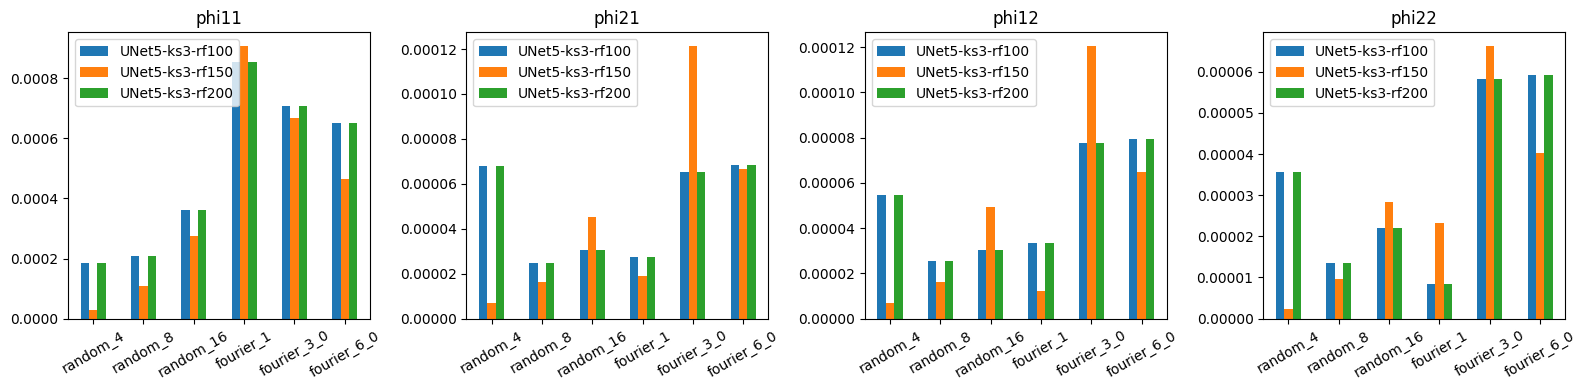 phi11
UNet5-ks3-rf100
UNet5-ks3-rf150
UNet5-ks3-rf200
0.0008
0.0006
0.0004
0.0002
0.0000
random_4
random_8
random_16
fourier_1
fourier_3_0
fourier_6_0
phi21
UNet5-ks3-rf100
UNet5-ks3-rf150
UNet5-ks3-rf200
0.00012
0.00010
0.00008
0.00006
0.00004
0.00002
0.00000
random_4
random_8
random_16
fourier_1
fourier_3_0
fourier_6_0
phi12
UNet5-ks3-rf100
UNet5-ks3-rf150
UNet5-ks3-rf200
0.00012
0.00010
0.00008
0.00006
0.00004
0.00002
0.00000
random_4
random_8
random_16
fourier_1
fourier_3_0
fourier_6_0
phi22
UNet5-ks3-rf100
UNet5-ks3-rf150
UNet5-ks3-rf200
0.00006
0.00005
0.00004
0.00003
0.00002
0.00001
0.00000
random_4
random_8
random_16
fourier_1
fourier_3_0
fourier_6_0